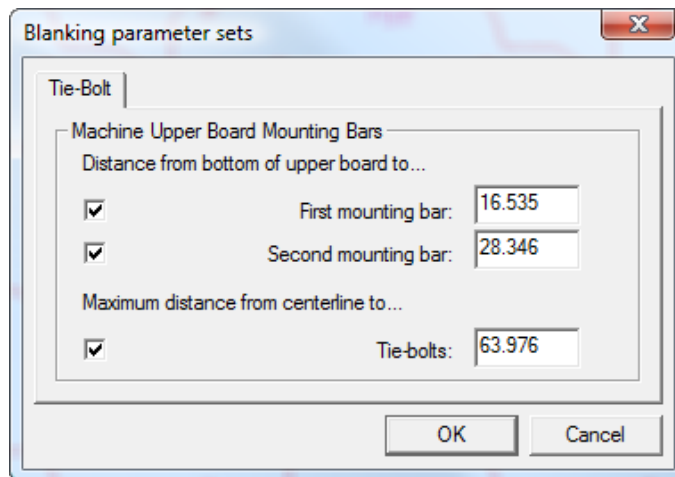 Blanking parameter sets
Tie-Bolt
Machine Upper Board Mounting Bars
Distance from bottom of upper board to...
First mounting bar: 16.535
Second mounting bar: 28.346
Maximum distance from centerline to...
Tie-bolts: 63.976
OK Cancel